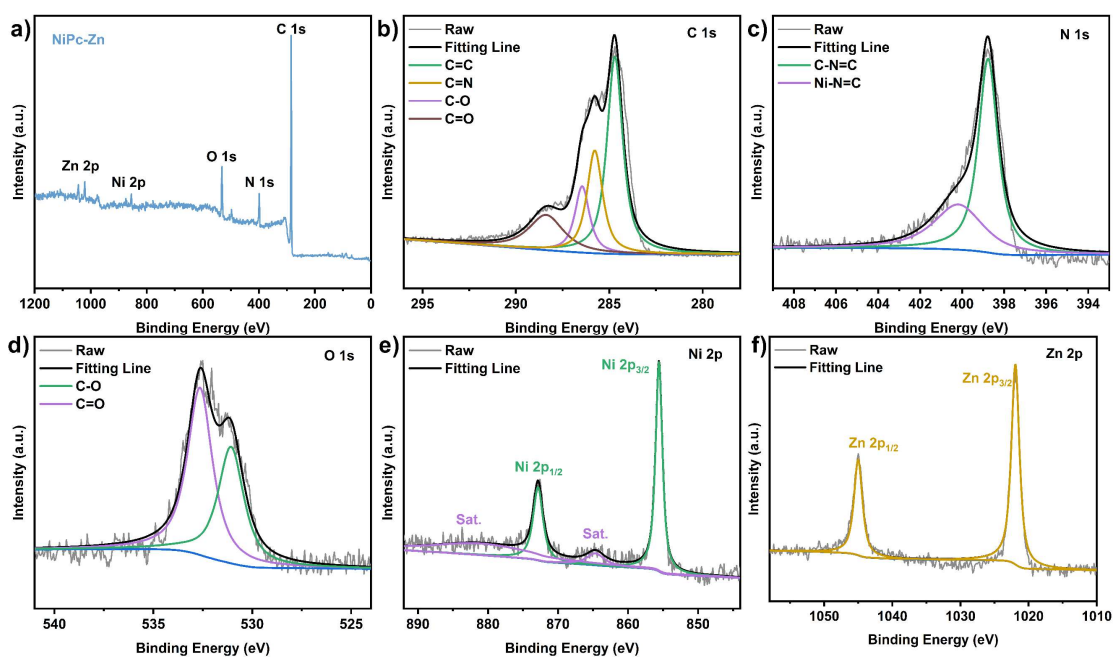 a)
NiPc-Zn
C 1s
Zn 2p
Ni 2p
O 1s
N 1s
Intensity (a.u.)
1200 1000 800 600 400 200 0
Binding Energy (eV)
b)
C 1s
Raw
Fitting Line
C=C
C=N
C-O
C=O
Intensity (a.u.)
295 290 285 280
Binding Energy (eV)
c)
N 1s
Raw
Fitting Line
C-N=C
Ni-N=C
Intensity (a.u.)
408 406 404 402 400 398 396 394
Binding Energy (eV)
d)
O 1s
Raw
Fitting Line
C-O
C=O
Intensity (a.u.)
540 535 530 525
Binding Energy (eV)
e)
Ni 2p
Raw
Fitting Line
Ni 2p3/2
Ni 2p1/2
Sat.
Sat.
Intensity (a.u.)
890 880 870 860 850
Binding Energy (eV)
f)
Zn 2p
Raw
Fitting Line
Zn 2p3/2
Zn 2p1/2
Intensity (a.u.)
1050 1040 1030 1020 1010
Binding Energy (eV)